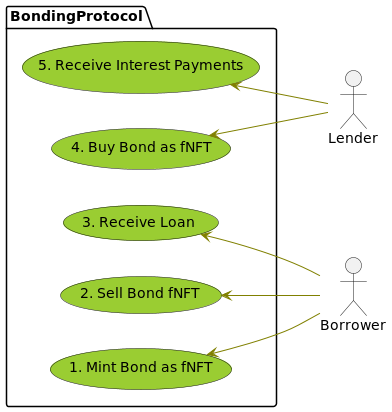 BondingProtocol
5. Receive Interest Payments
4. Buy Bond as fNFT
Lender
3. Receive Loan
2. Sell Bond fNFT
Borrower
1. Mint Bond as fNFT